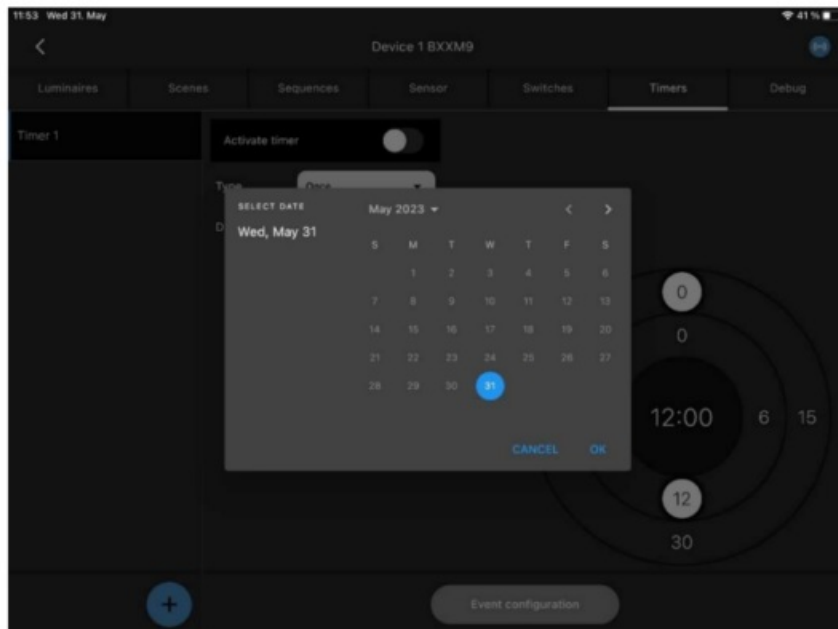 11:53 Wed 31. May
41 %
Device 1 BXXM9
Luminaires Scenes Sequences Sensor Switches Timers Debug
Timer 1
Activate timer
Type Once
D
SELECT DATE
Wed, May 31
May 2023
S M T W T F S
1 2 3 4 5 6
7 8 9 10 11 12 13
14 15 16 17 18 19 20
21 22 23 24 25 26 27
28 29 30 31
CANCEL OK
0
0
12:00 6 15
12
30
+
Event configuration